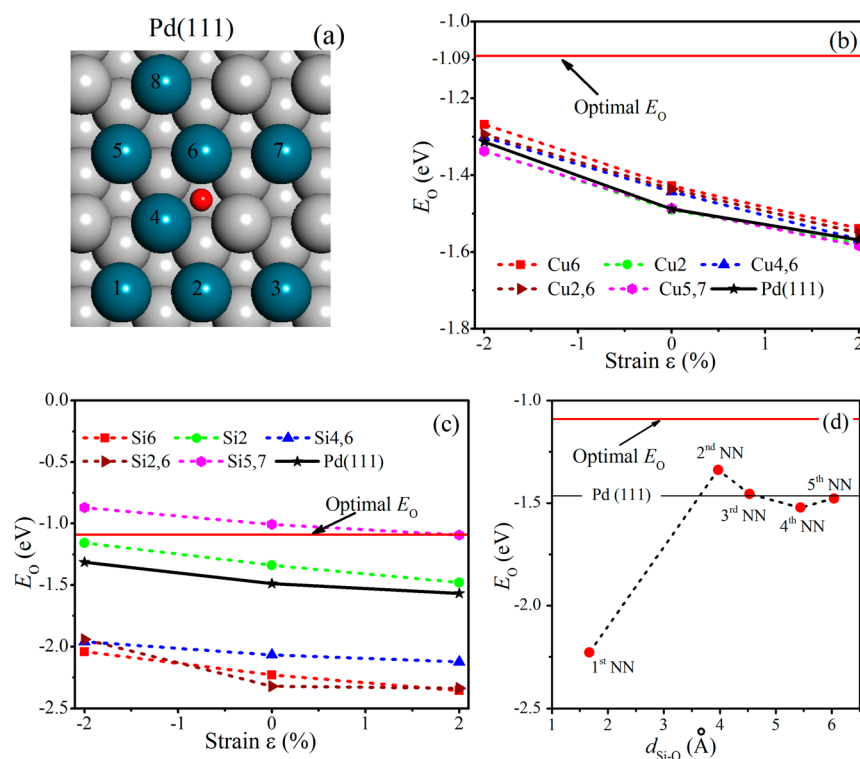 Pd(111)
(a)
8
5
6
7
4
1
2
3
(b)
-1.0
-1.09
-1.2
-1.4
-1.6
-1.8
E_O (eV)
Optimal E_O
Cu6
Cu2
Cu4,6
Cu2,6
Cu5,7
Pd(111)
-2
-1
0
1
2
Strain ε (%)
(c)
0.0
-0.5
-1.0
-1.5
-2.0
-2.5
E_O (eV)
Si6
Si2
Si4,6
Si2,6
Si5,7
Pd(111)
Optimal E_O
-2
-1
0
1
2
Strain ε (%)
(d)
-1.0
-1.5
-2.0
-2.5
E_O (eV)
Optimal E_O
2nd NN
Pd (111)
5th NN
3rd NN
4th NN
1st NN
1
2
3
4
5
6
d_Si-O (Å)